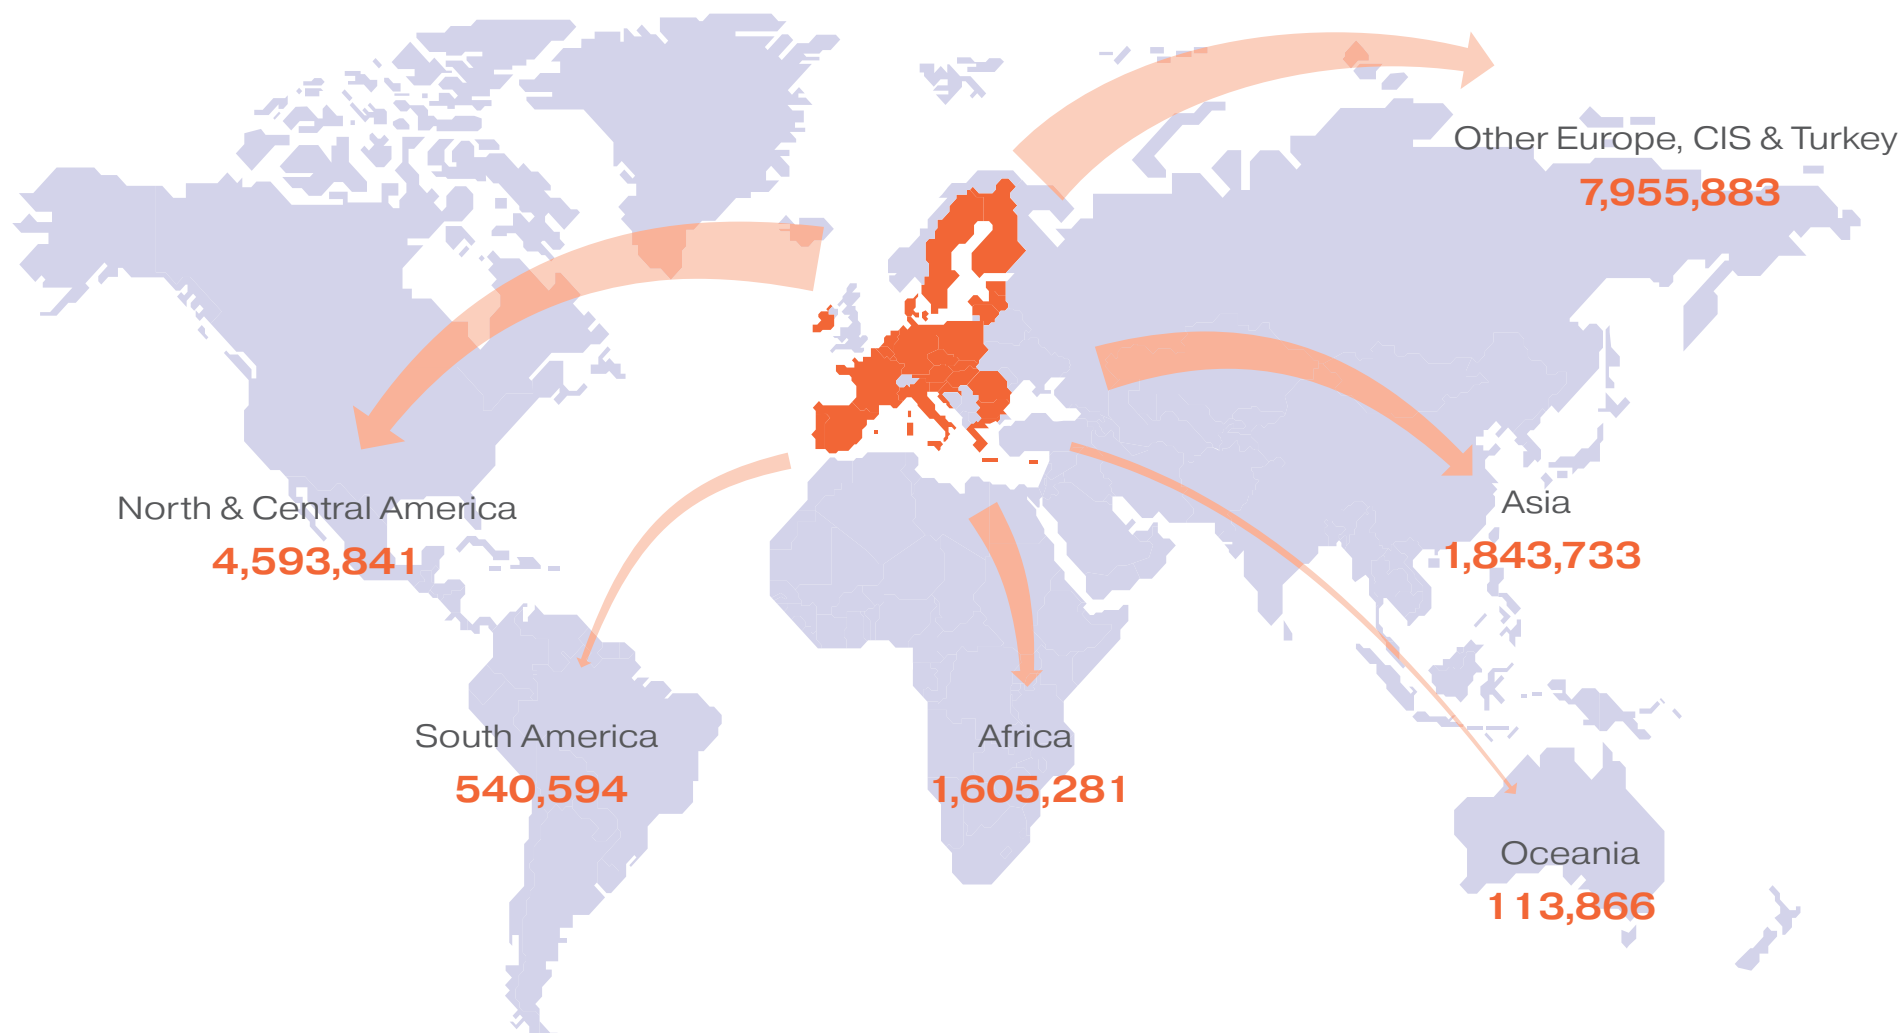 Other Europe, CIS & Turkey
7,955,883
North & Central America
4,593,841
Asia
1,843,733
South America
540,594
Africa
1,605,281
Oceania
113,866